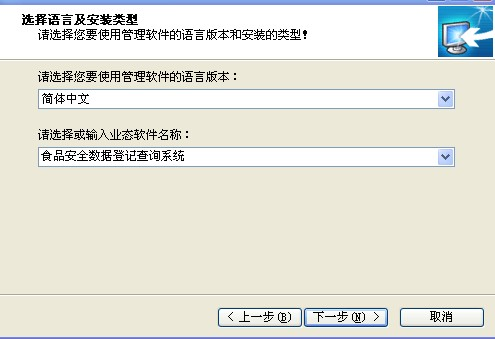 选择语言及安装类型
请选择您要使用管理软件的语言版本和安装的类型!
请选择您要使用管理软件的语言版本:
简体中文
请选择或输入业态软件名称:
食品安全数据登记查询系统
< 上一步(B) 下一步(N) > 取消